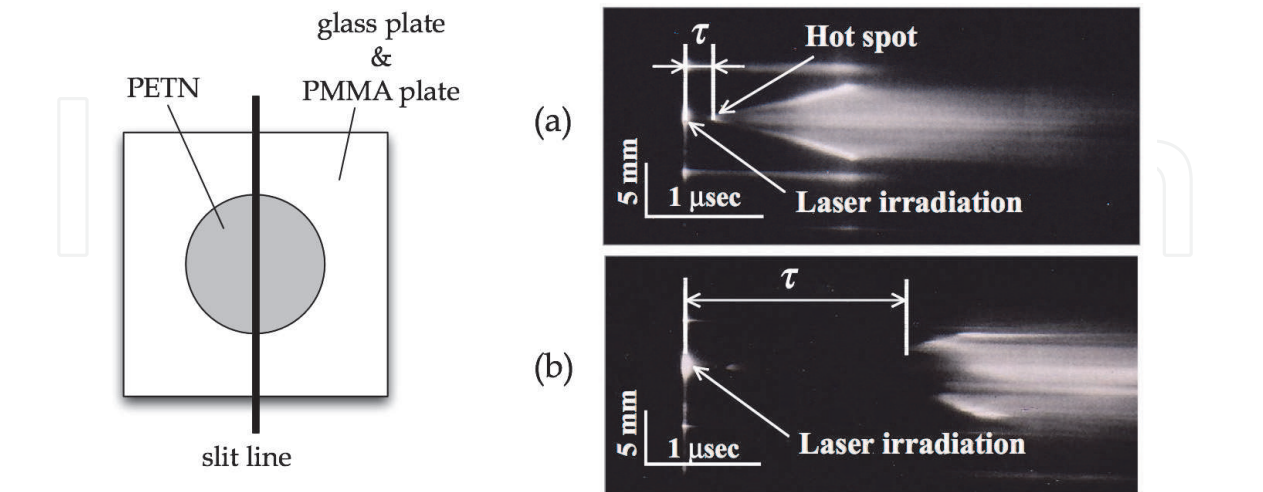 glass plate
&
PMMA plate
PETN
slit line
(a)
τ
Hot spot
Laser irradiation
5 mm
1 μsec
(b)
τ
Laser irradiation
5 mm
1 μsec